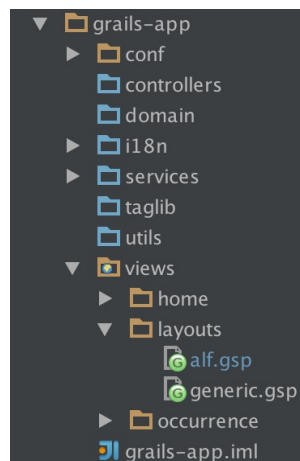 grails-app
conf
controllers
domain
i18n
services
taglib
utils
views
home
layouts
alf.gsp
generic.gsp
occurrence
grails-app.iml